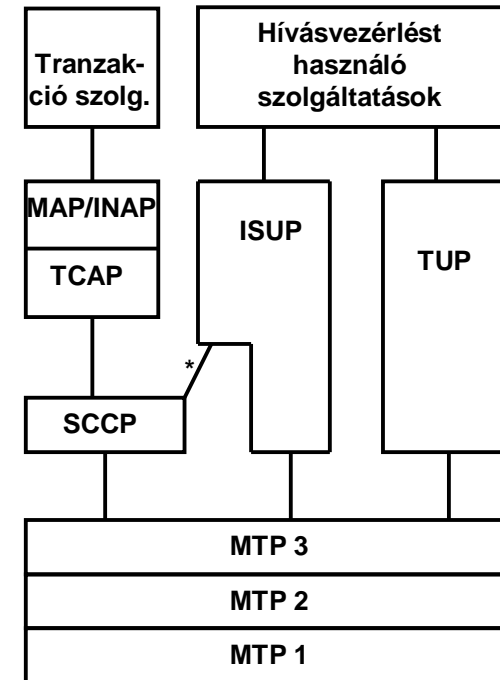 Tranzak-
ció szolg.
Hívásvezérlést
használó
szolgáltatások
MAP/INAP
TCAP
ISUP
TUP
*
SCCP
MTP 3
MTP 2
MTP 1